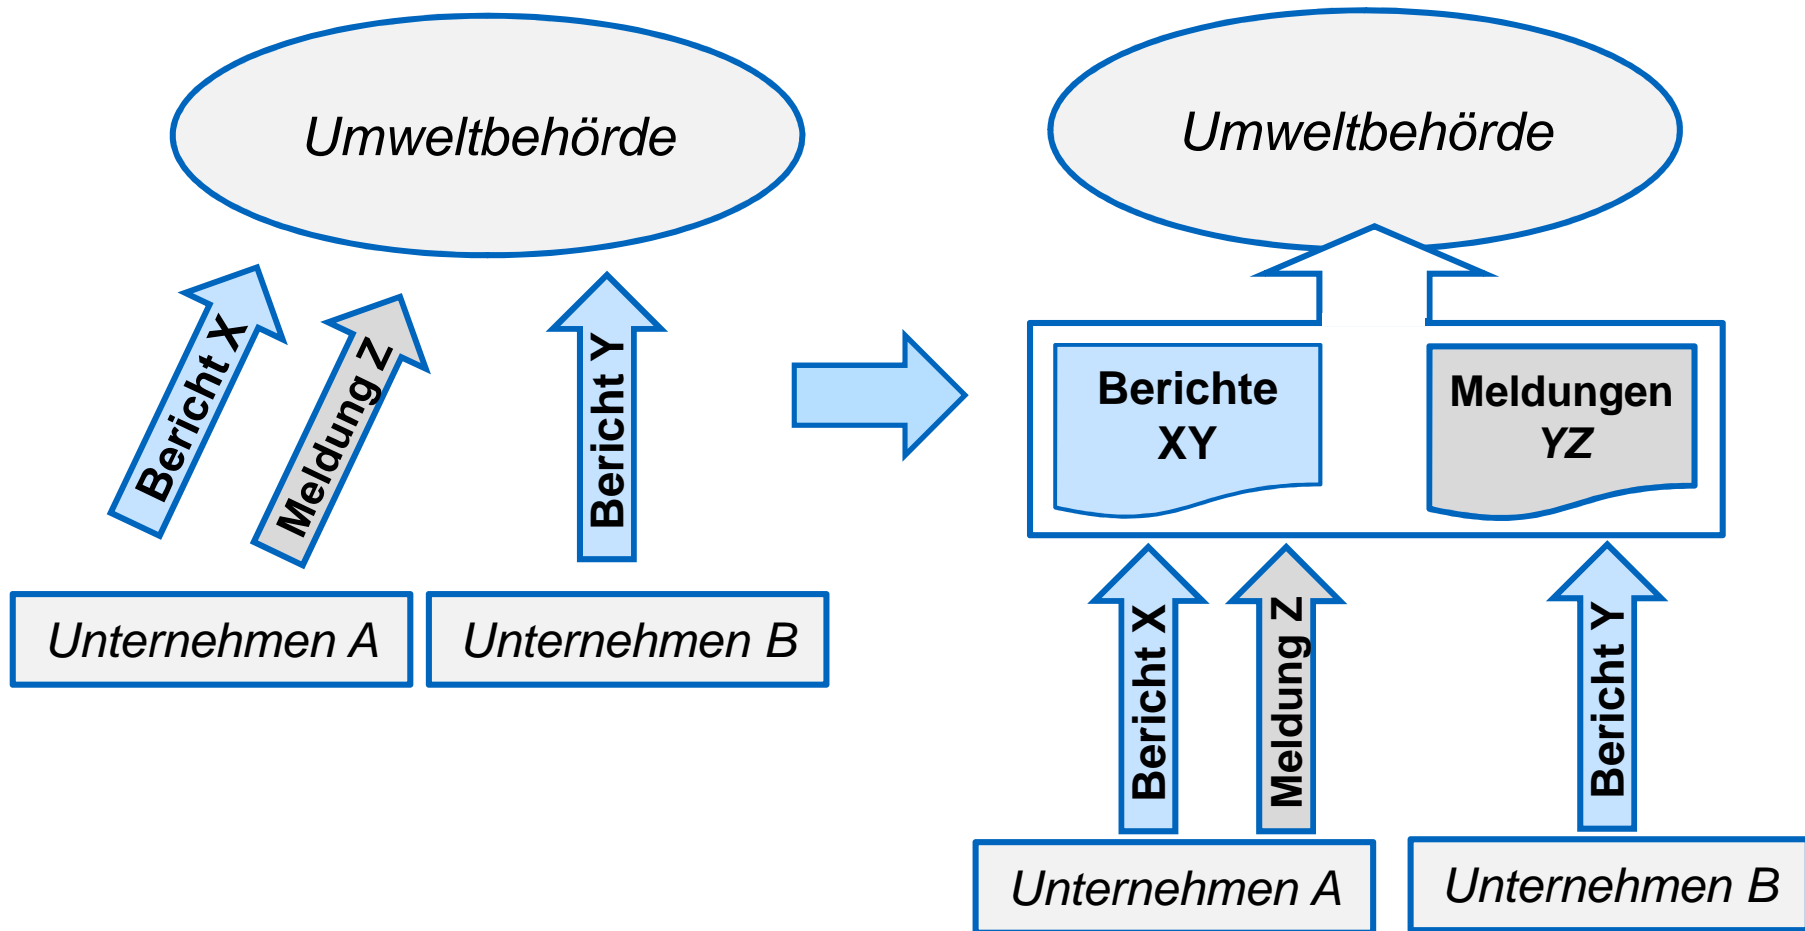 Umweltbehörde
Bericht X
Meldung Z
Bericht Y
Unternehmen A
Unternehmen B
Umweltbehörde
Berichte
XY
Meldungen
YZ
Bericht X
Meldung Z
Bericht Y
Unternehmen A
Unternehmen B